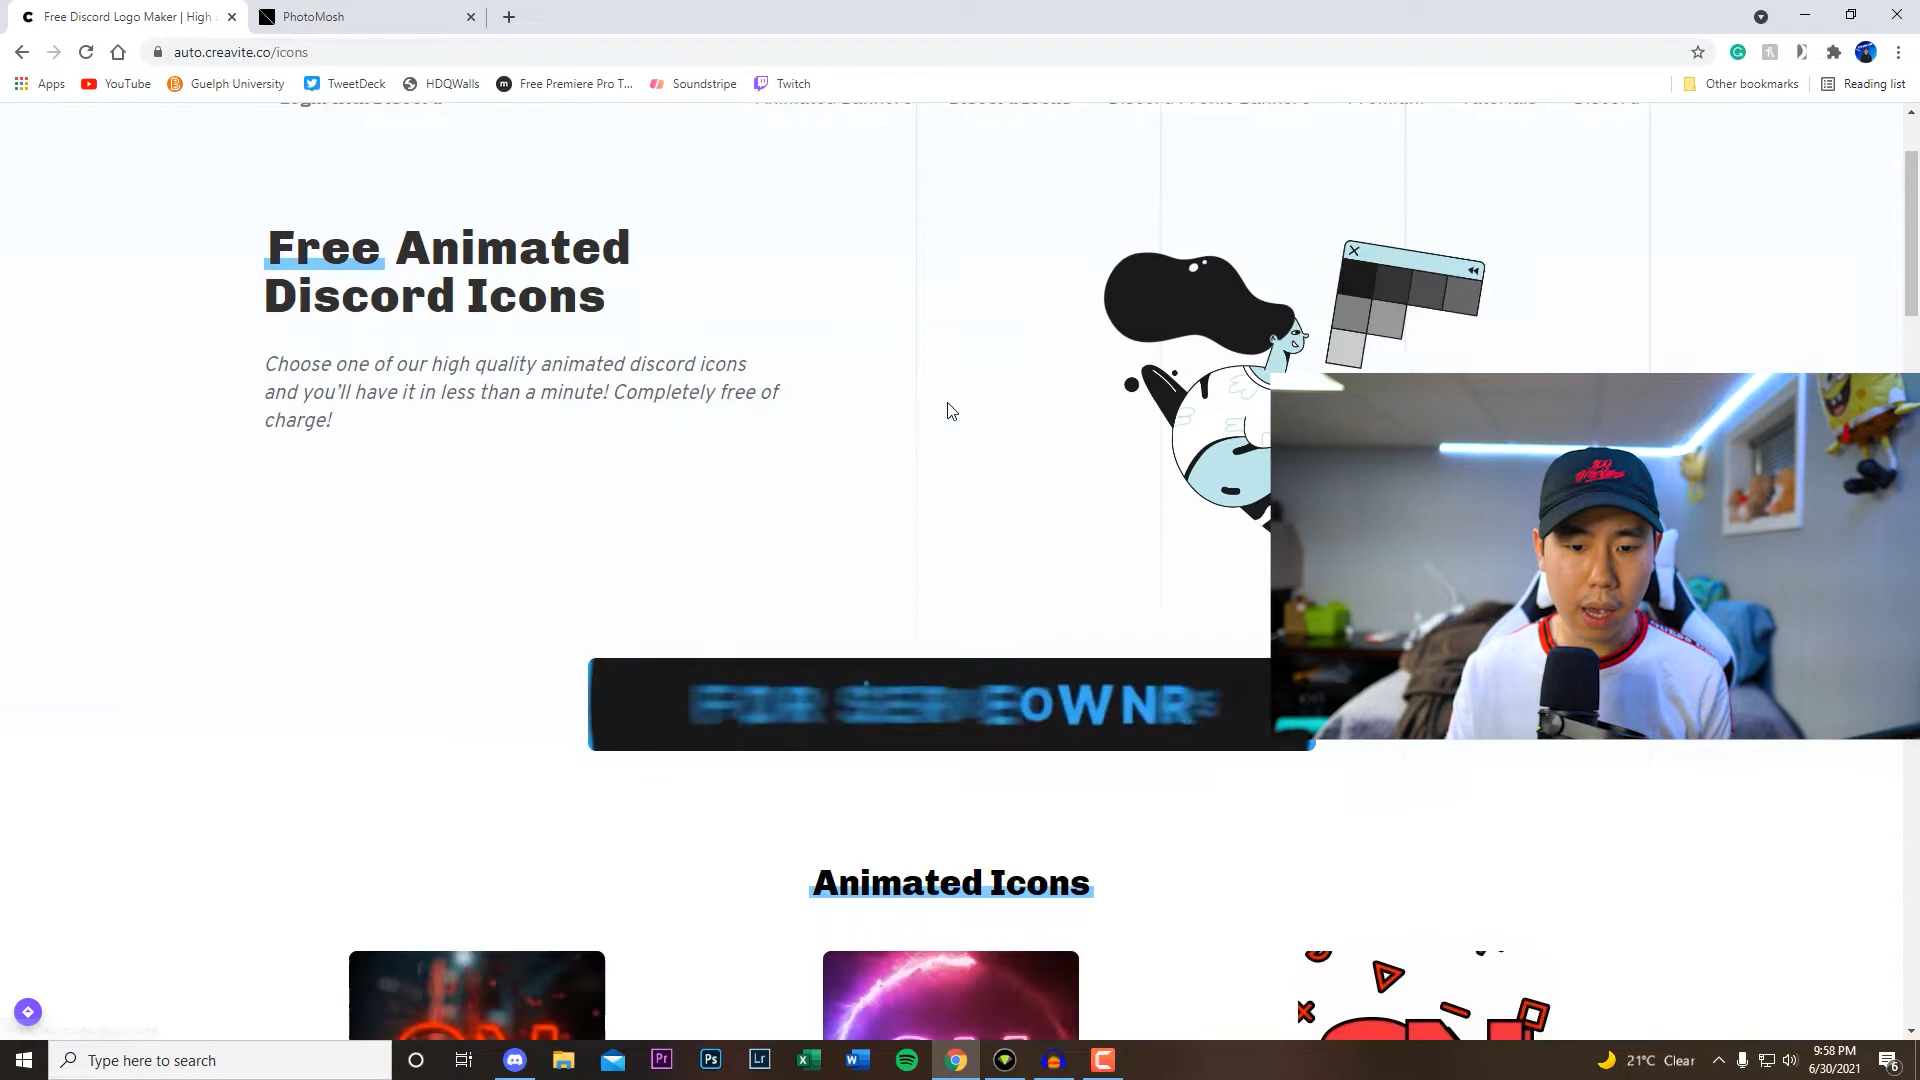 Free Discord Logo Maker | High
PhotoMosh
auto.creavite.co/icons
Apps
YouTube
Guelph University
TweetDeck
HDQWalls
Free Premiere Pro T...
Soundstripe
Twitch
Other bookmarks
Reading list
Free Animated
Discord Icons
Choose one of our high quality animated discord icons
and you'll have it in less than a minute! Completely free of
charge!
Animated Icons
Type here to search
21°C Clear
9:58 PM
6/30/2021
6